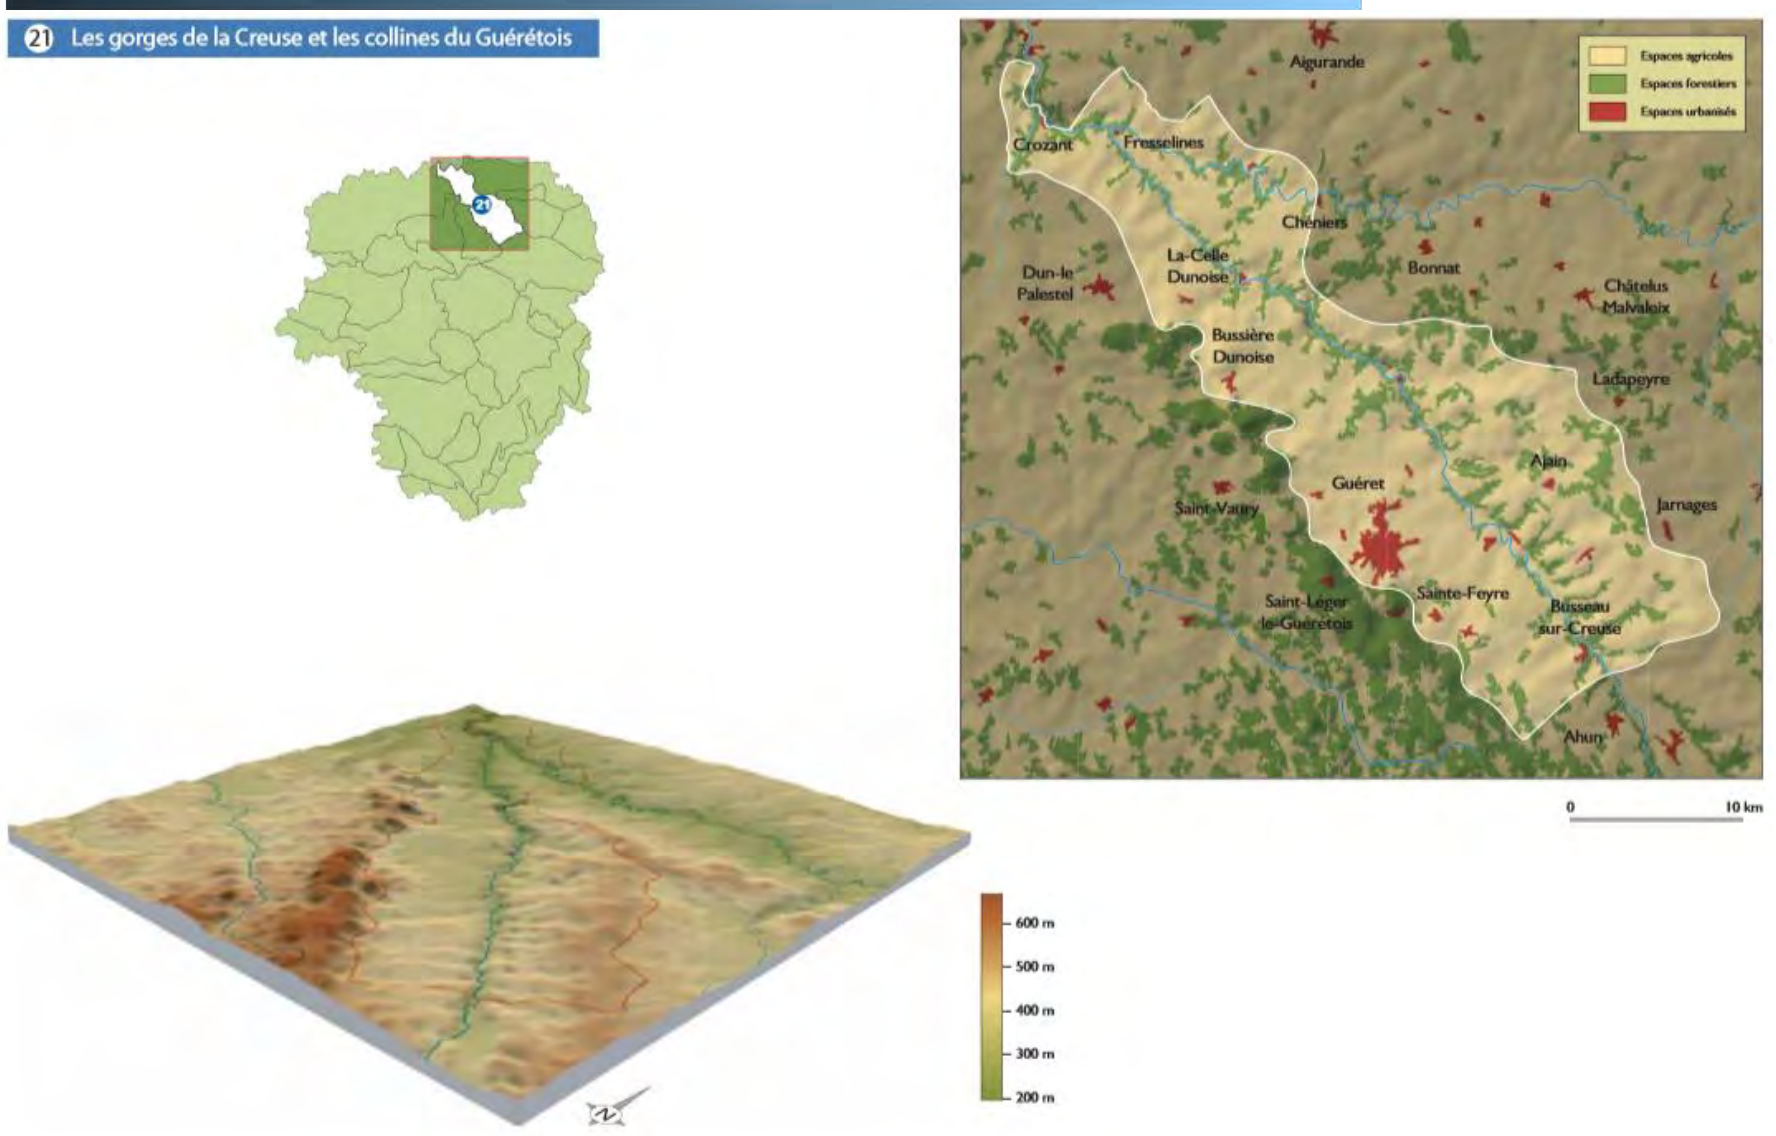 21 Les gorges de la Creuse et les collines du Guérétois
21
Aigurande
Espaces agricoles
Espaces forestiers
Espaces urbanisés
Crozant
Fresselines
Chéniers
La-Celle
Dunoise
Dun-le
Palestel
Bonnat
Châtelus
Malvaleix
Bussière
Dunoise
Ladapeyre
Ajain
Guéret
Saint-Vaury
Jarnages
Saint-Léger
le-Guérétois
Sainte-Feyre
Busseau
sur-Creuse
Ahun
0 10 km
600 m
500 m
400 m
300 m
200 m
N